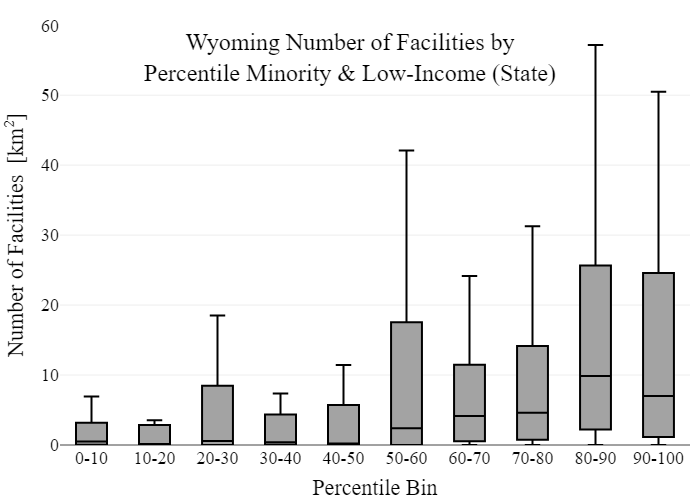 Wyoming Number of Facilities by
Percentile Minority & Low-Income (State)
Number of Facilities [km²]
60
50
40
30
20
10
0
0-10 10-20 20-30 30-40 40-50 50-60 60-70 70-80 80-90 90-100
Percentile Bin